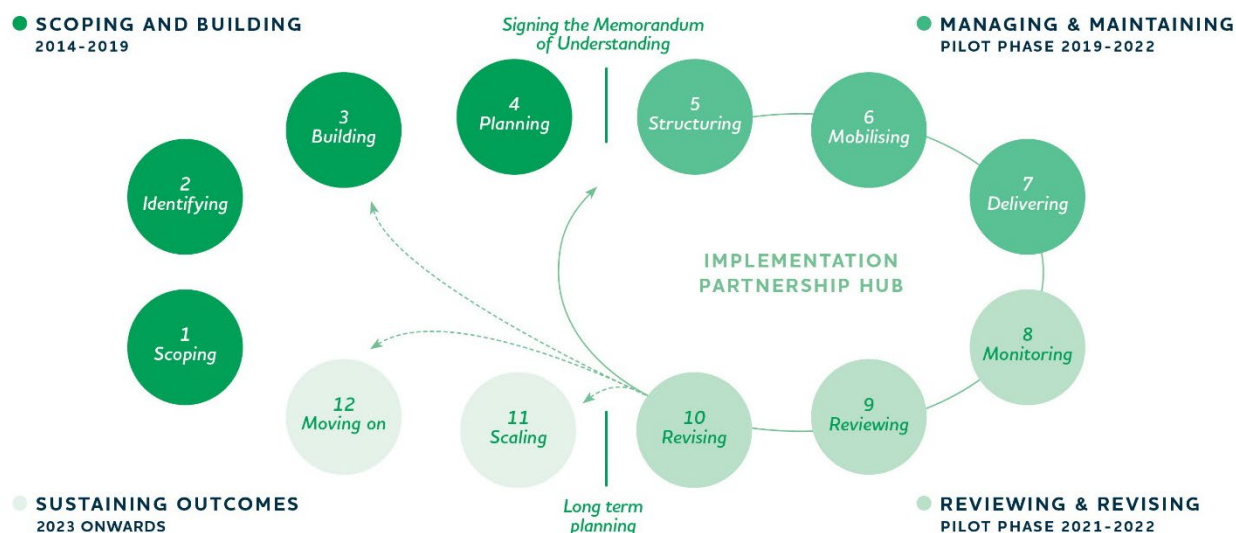 SCOPING AND BUILDING
2014-2019
Signing the Memorandum
of Understanding
MANAGING & MAINTAINING
PILOT PHASE 2019-2022
1
Scoping
2
Identifying
3
Building
4
Planning
5
Structuring
6
Mobilising
7
Delivering
IMPLEMENTATION
PARTNERSHIP HUB
8
Monitoring
9
Reviewing
10
Revising
11
Scaling
12
Moving on
SUSTAINING OUTCOMES
2023 ONWARDS
Long term
planning
REVIEWING & REVISING
PILOT PHASE 2021-2022